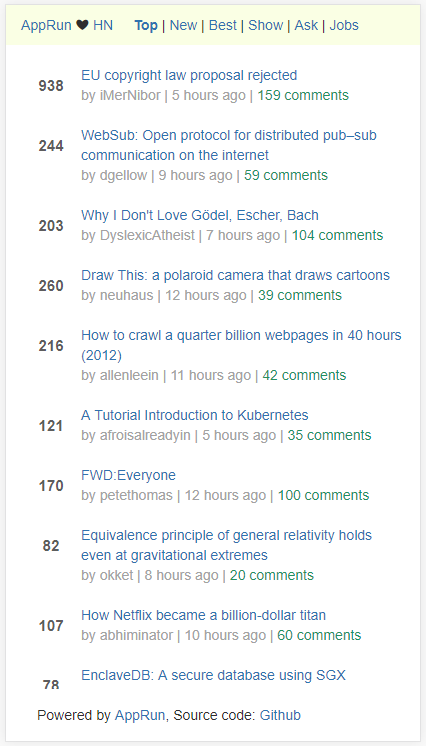 AppRun ♥ HN Top | New | Best | Show | Ask | Jobs
938
EU copyright law proposal rejected
by iMerNibor | 5 hours ago | 159 comments
244
WebSub: Open protocol for distributed pub–sub
communication on the internet
by dgellow | 9 hours ago | 59 comments
203
Why I Don't Love Gödel, Escher, Bach
by DyslexicAtheist | 7 hours ago | 104 comments
260
Draw This: a polaroid camera that draws cartoons
by neuhaus | 12 hours ago | 39 comments
216
How to crawl a quarter billion webpages in 40 hours
(2012)
by allenleein | 11 hours ago | 42 comments
121
A Tutorial Introduction to Kubernetes
by afroisalreadyin | 5 hours ago | 35 comments
170
FWD:Everyone
by petethomas | 12 hours ago | 100 comments
82
Equivalence principle of general relativity holds
even at gravitational extremes
by okket | 8 hours ago | 20 comments
107
How Netflix became a billion-dollar titan
by abhiminator | 10 hours ago | 60 comments
78
EnclaveDB: A secure database using SGX
Powered by AppRun, Source code: Github